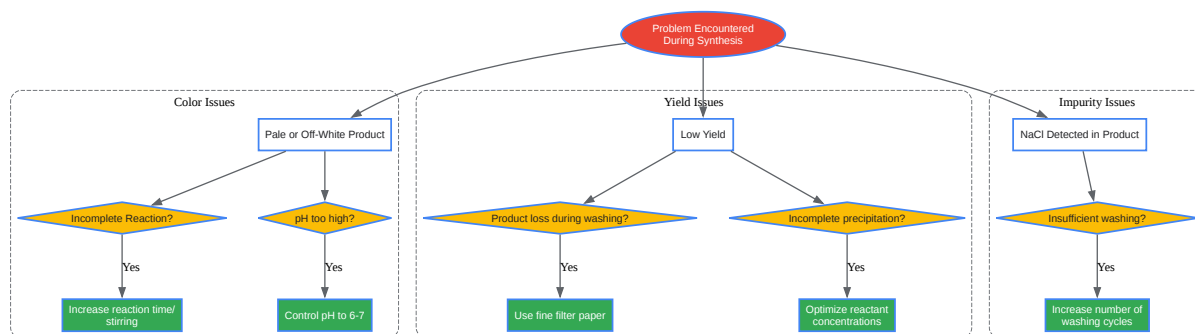 Problem Encountered
During Synthesis
Color Issues
Yield Issues
Impurity Issues
Pale or Off-White Product
Low Yield
NaCl Detected in Product
Incomplete Reaction?
pH too high?
Product loss during washing?
Incomplete precipitation?
Insufficient washing?
Yes
Yes
Yes
Yes
Yes
Increase reaction time/
stirring
Control pH to 6-7
Use fine filter paper
Optimize reactant
concentrations
Increase number of
washing cycles